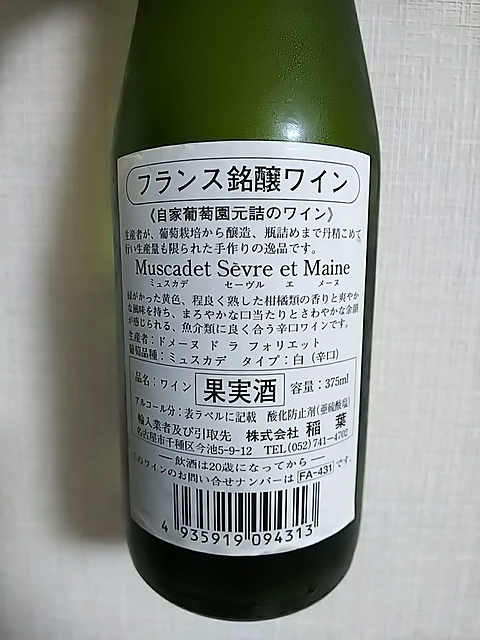 フランス銘醸ワイン
《自家葡萄園元詰のワイン》
生産者が、葡萄栽培から醸造、瓶詰めまで丹精こめて
行い生産量も限られた手作りの逸品です。
Muscadet Sèvre et Maine
ミュスカデ セーヴル エ メーヌ
緑がかった黄色、程良く熟した柑橘類の香りと爽やか
な風味を持ち、まろやかな口当たりとさわやかな余韻
が感じられる、魚介類に良く合う辛口ワインです。
生産者：ドメーヌ ド ラ フォリエット
葡萄品種：ミュスカデ タイプ：白（辛口）
品名：ワイン 果実酒 容量：375ml
アルコール分：表ラベルに記載 酸化防止剤(亜硫酸塩)
輸入業者及び引取先 株式会社 稲葉
名古屋市千種区今池5-9-12 TEL(052)741-4702
飲酒は20歳になってから
このワインのお問い合せナンバーは FA-431 です。
4 935919 094313